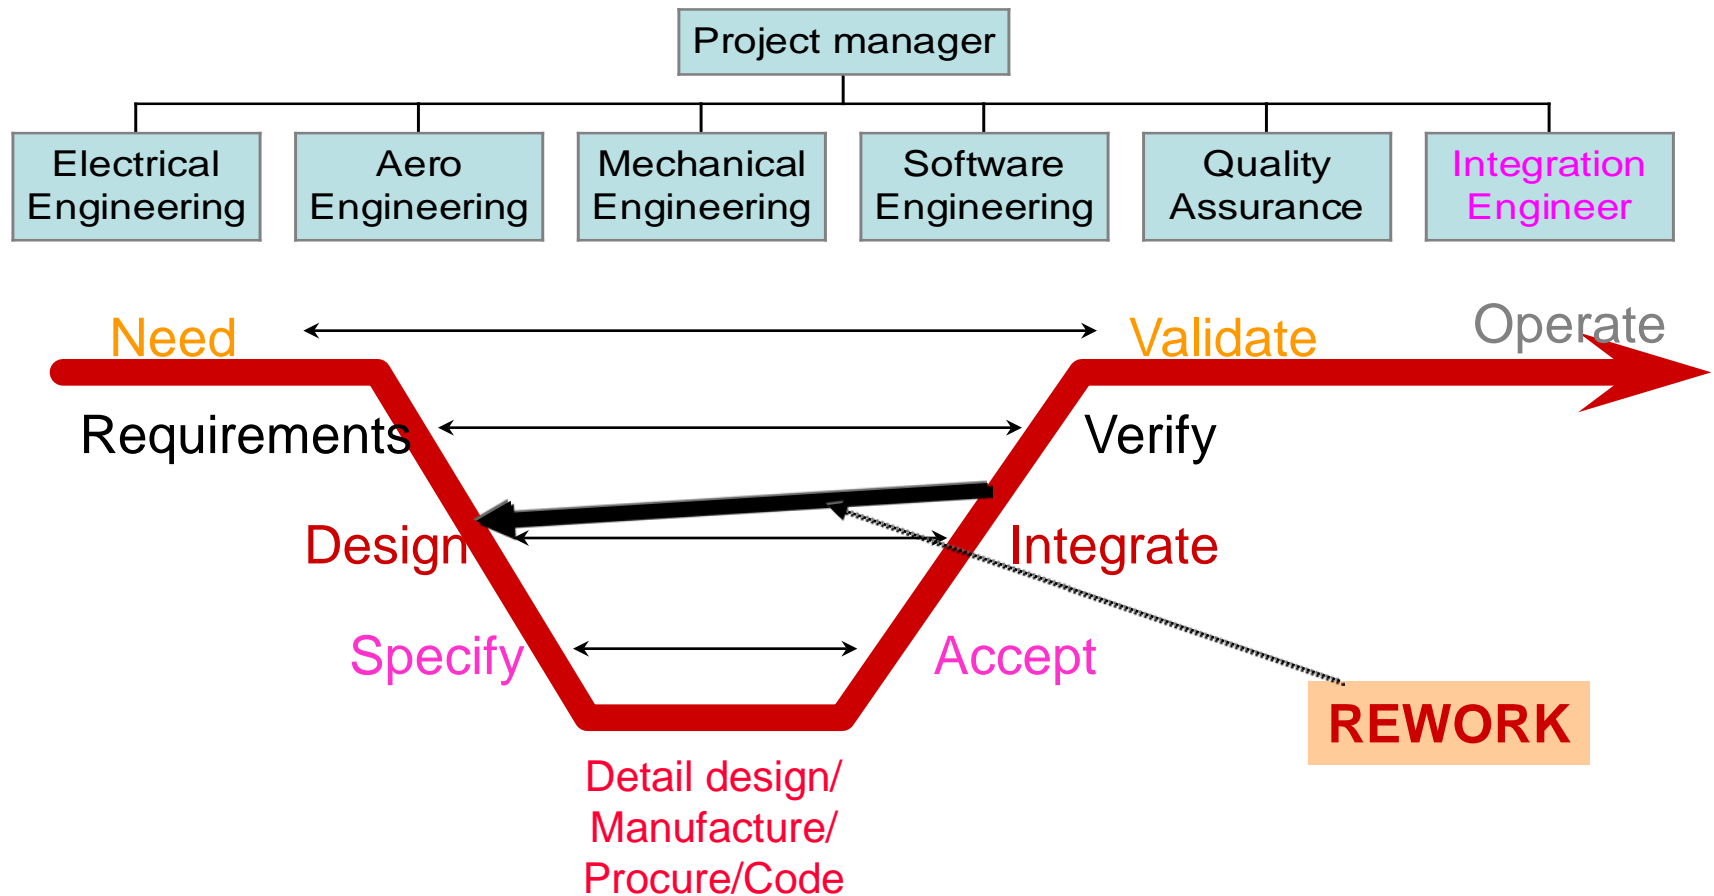 Project manager
Electrical
Engineering
Aero
Engineering
Mechanical
Engineering
Software
Engineering
Quality
Assurance
Integration
Engineer
Need
Validate
Operate
Requirements
Verify
Design
Integrate
Specify
Accept
REWORK
Detail design/
Manufacture/
Procure/Code